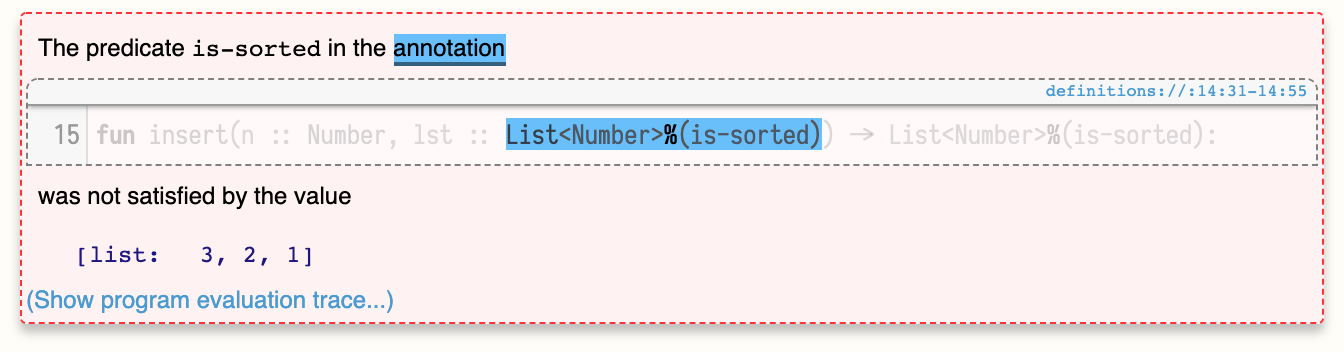 The predicate is-sorted in the annotation
definitions://:14:31-14:55
15 fun insert(n :: Number, lst :: List<Number>%(is-sorted)) -> List<Number>%(is-sorted):
was not satisfied by the value
[list:  3, 2, 1]
(Show program evaluation trace...)